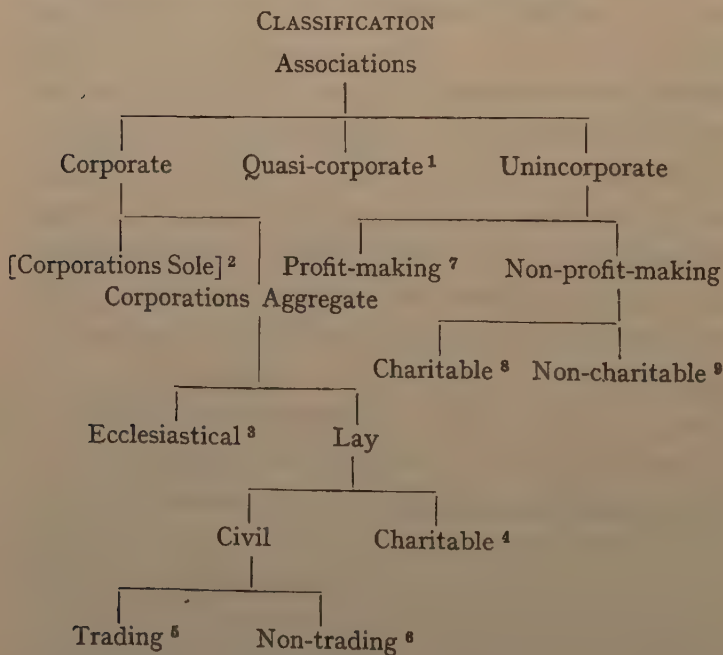 CLASSIFICATION
Associations
Corporate Quasi-corporate ¹ Unincorporate
[Corporations Sole] ² Profit-making ⁷ Non-profit-making
Corporations Aggregate
Charitable ⁸ Non-charitable ⁹
Ecclesiastical ³ Lay
Civil Charitable ⁴
Trading ⁵ Non-trading ⁶